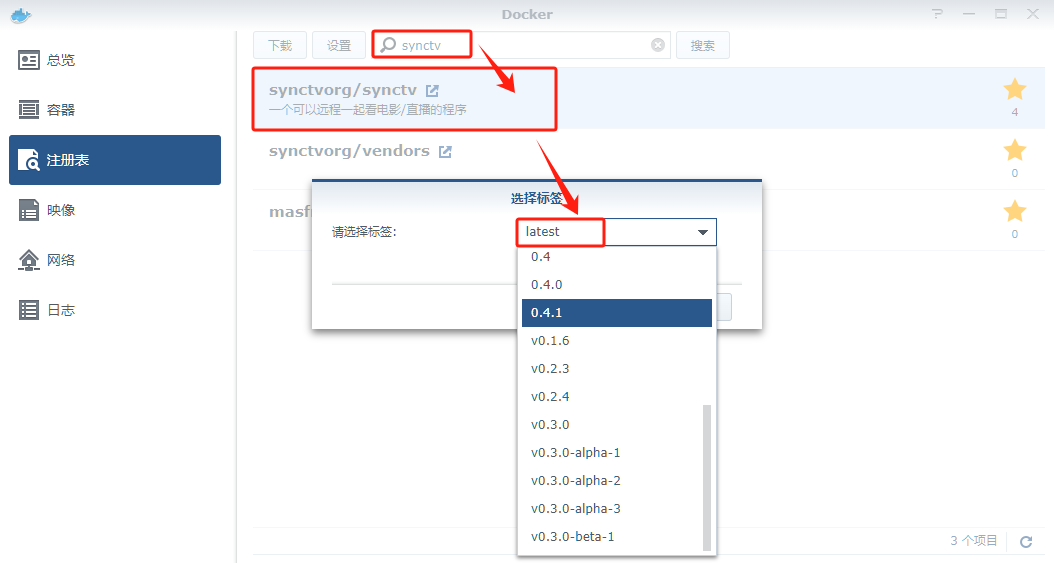 Docker
总览
容器
注册表
映像
网络
日志
下载 设置 synctv 搜索
synctvorg/synctv
一个可以远程一起看电影/直播的程序
4
synctvorg/vendors
0
masf
0
选择标签
请选择标签: latest
0.4
0.4.0
0.4.1
v0.1.6
v0.2.3
v0.2.4
v0.3.0
v0.3.0-alpha-1
v0.3.0-alpha-2
v0.3.0-alpha-3
v0.3.0-beta-1
3 个项目